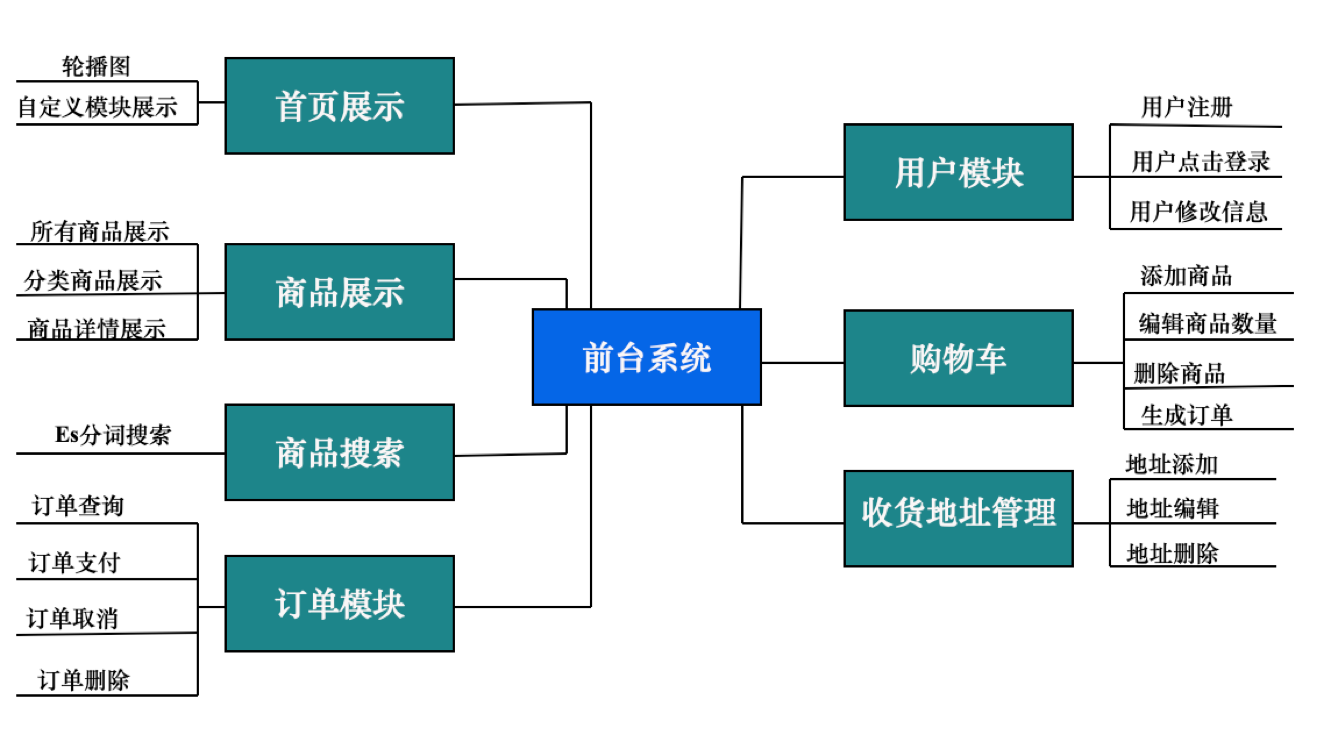 轮播图
自定义模块展示
首页展示
所有商品展示
分类商品展示
商品详情展示
商品展示
Es分词搜索
商品搜索
订单查询
订单支付
订单取消
订单删除
订单模块
前台系统
用户模块
用户注册
用户点击登录
用户修改信息
购物车
添加商品
编辑商品数量
删除商品
生成订单
收货地址管理
地址添加
地址编辑
地址删除